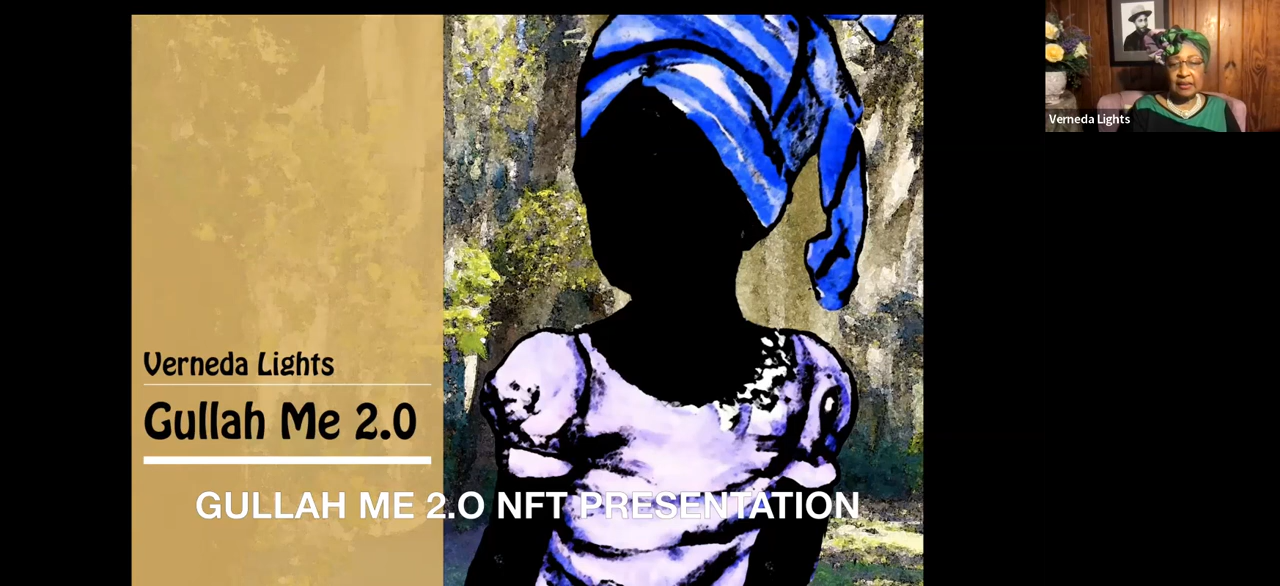 Verneda Lights
Gullah Me 2.0
GULLAH ME 2.O NFT PRESENTATION
Verneda Lights